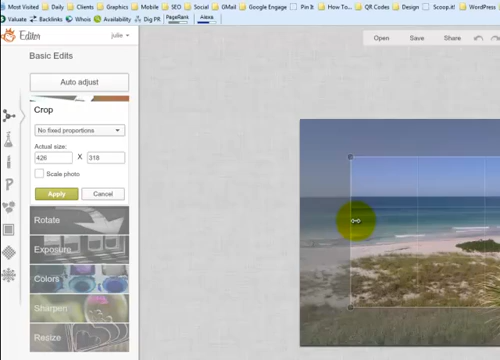 Most Visited Daily Clients Graphics Mobile SEO Social GMail Google Engage Pin It How To... QR Codes Design Scoop.it! WordPress
Valuate Backlinks Whois Availability Dig PR PageRank Alexa
Editor julie
Open Save Share
Basic Edits
Auto adjust
Crop
No fixed proportions
Actual size:
426 X 318
Scale photo
Apply Cancel
Rotate
Exposure
Colors
Sharpen
Resize